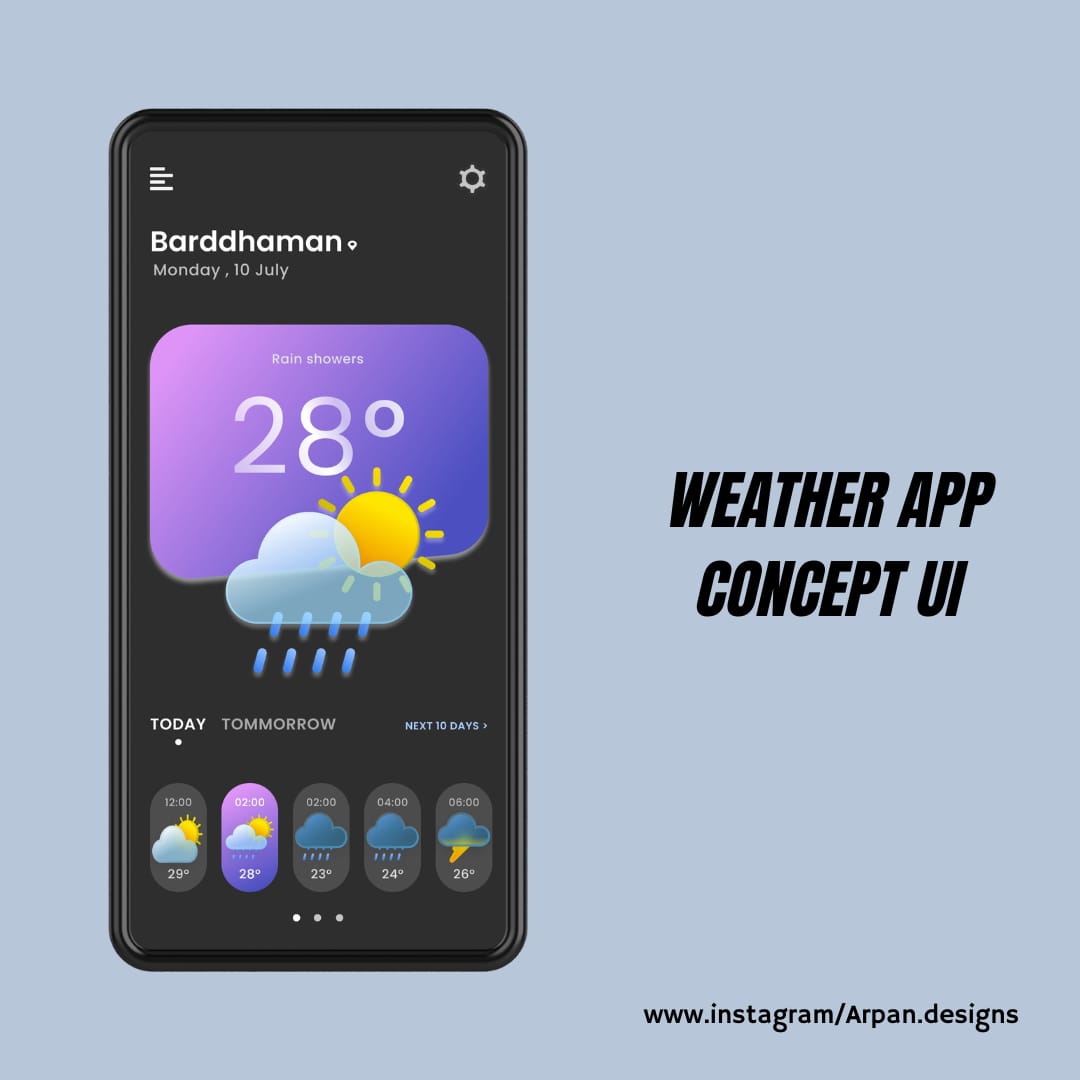 Barddhaman
Monday , 10 July
Rain showers
28°
TODAY TOMMORROW NEXT 10 DAYS >
12:00 02:00 02:00 04:00 06:00
29° 28° 23° 24° 26°
WEATHER APP
CONCEPT UI
www.instagram/Arpan.designs